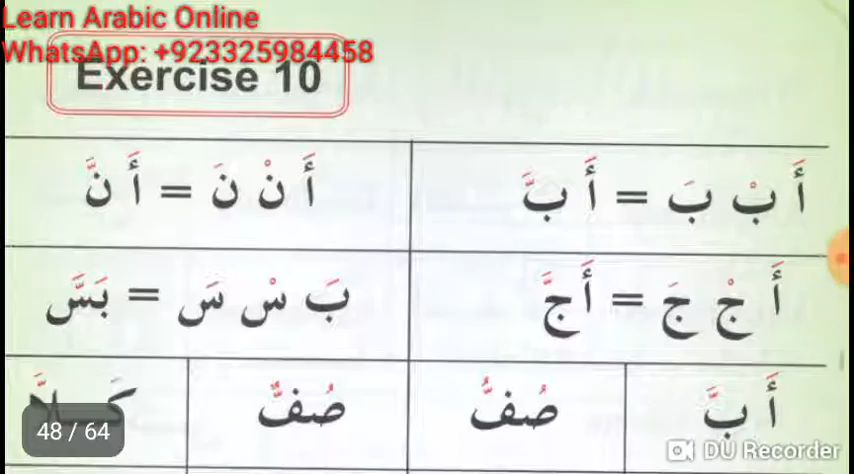 Learn Arabic Online
WhatsApp: +923325984458
Exercise 10
أَ بْ بَ = أَ بَّ
أَ نْ نَ = أَ نَّ
أَ جْ جَ = أَ جَّ
بَ سْ سَ = بَسَّ
أَ بَّ
صُفُّ
صُفٌّ
48 / 64
DU Recorder